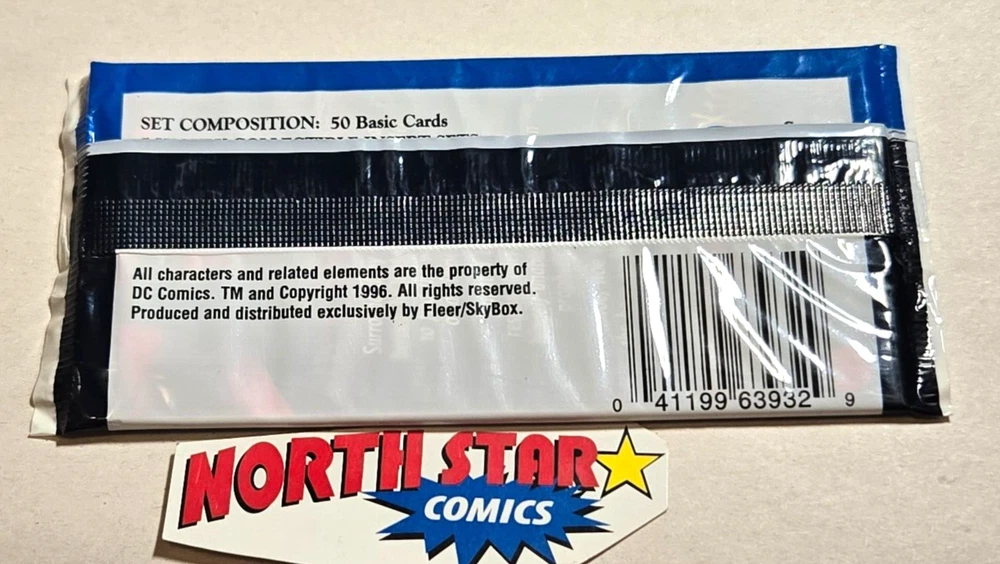 SET COMPOSITION: 50 Basic Cards
All characters and related elements are the property of
DC Comics. TM and Copyright 1996. All rights reserved.
Produced and distributed exclusively by Fleer/SkyBox.
0 41199 63932 9
NORTH STAR
COMICS